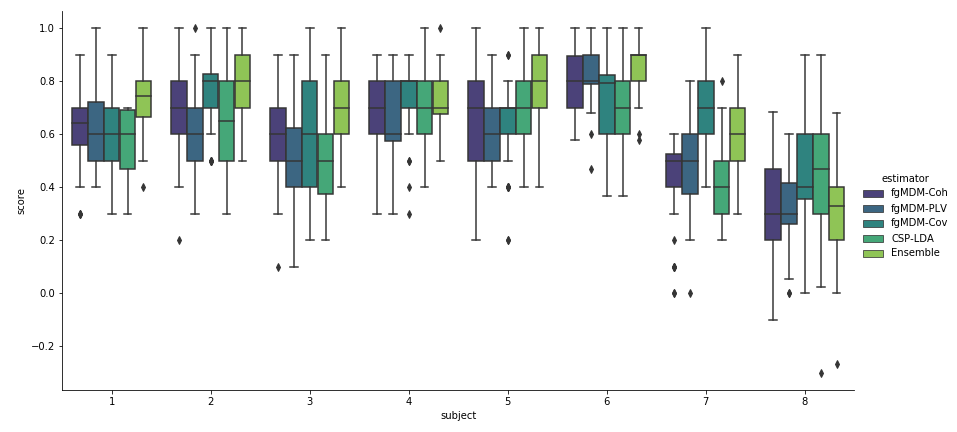 1.0
0.8
0.6
0.4
0.2
0.0
−0.2
score
1 2 3 4 5 6 7 8
subject
estimator
fgMDM-Coh
fgMDM-PLV
fgMDM-Cov
CSP-LDA
Ensemble